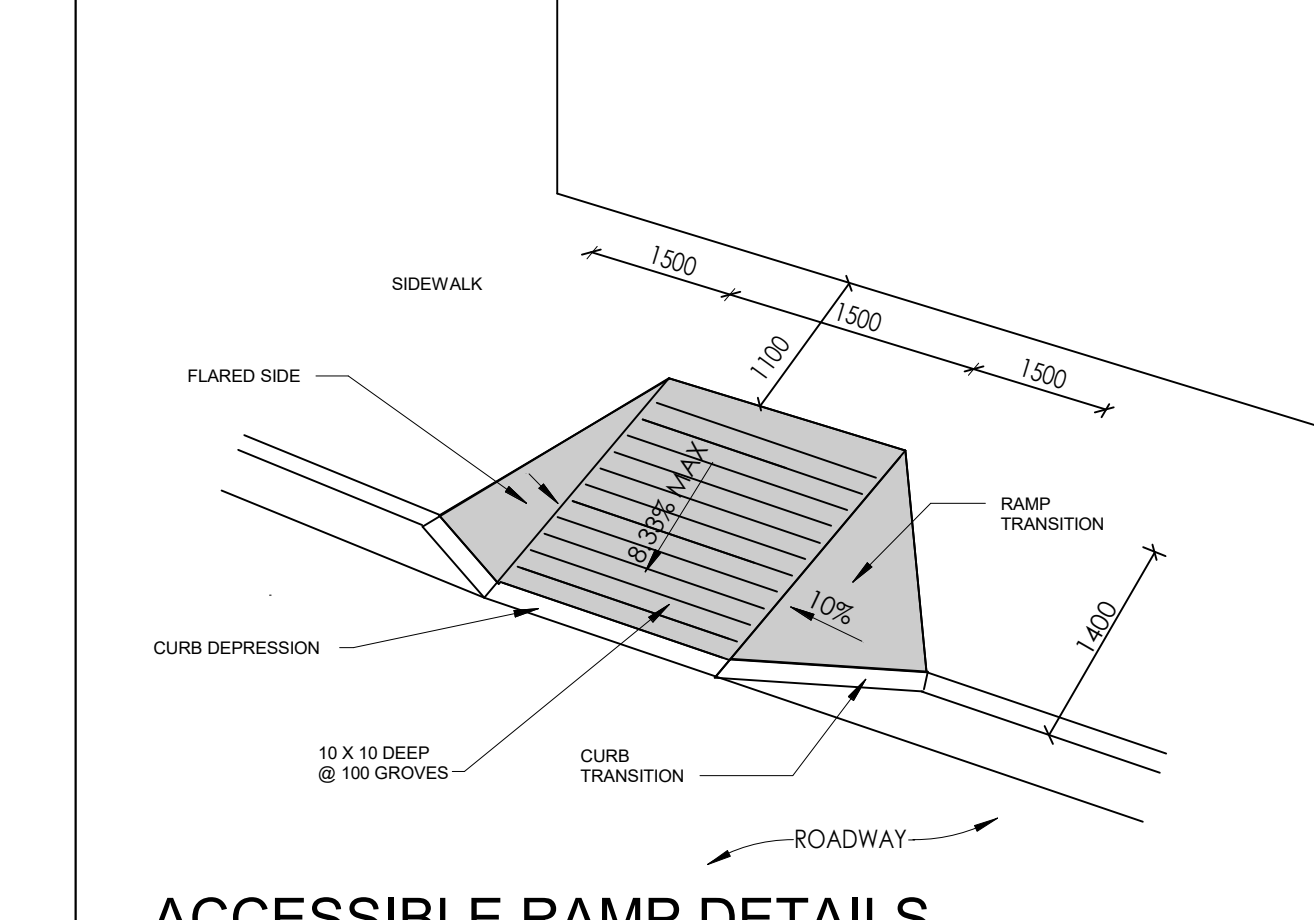 1500
SIDEWALK
1500
1100
1500
FLARED SIDE
8.33% MAX
RAMP
TRANSITION
10%
1400
CURB DEPRESSION
10 X 10 DEEP
@ 100 GROVES
CURB
TRANSITION
ROADWAY
ACCESSIBLE RAMP DETAILS